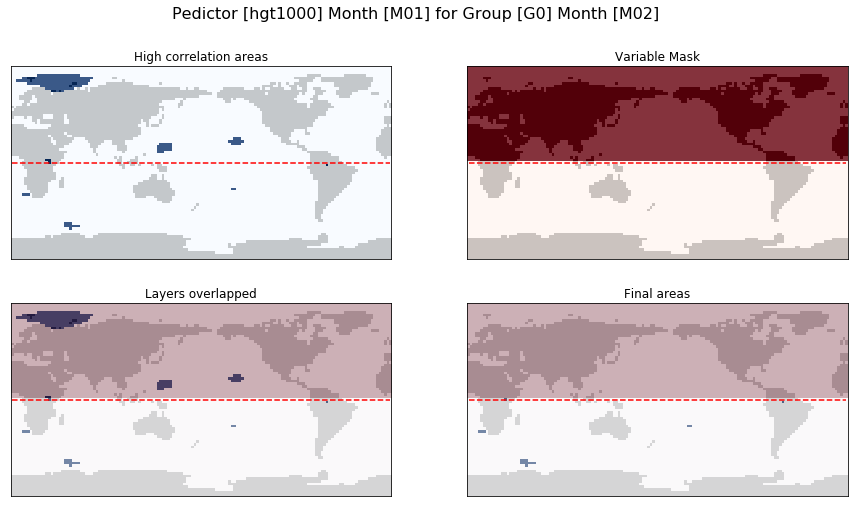 Pedictor [hgt1000] Month [M01] for Group [G0] Month [M02]
High correlation areas
Variable Mask
Layers overlapped
Final areas